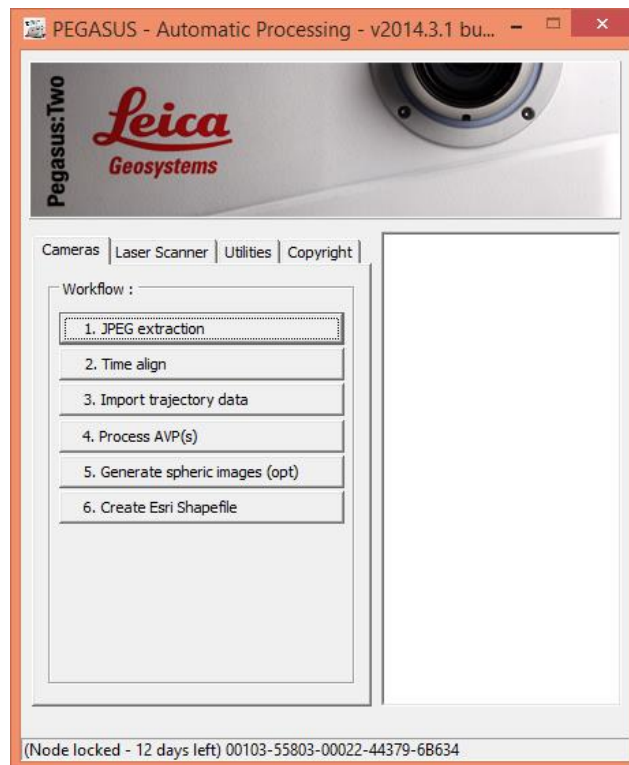 PEGASUS - Automatic Processing - v2014.3.1 bu...
Pegasus:Two
Leica
Geosystems
Cameras Laser Scanner Utilities Copyright
Workflow :
1. JPEG extraction
2. Time align
3. Import trajectory data
4. Process AVP(s)
5. Generate spheric images (opt)
6. Create Esri Shapefile
(Node locked - 12 days left) 00103-55803-00022-44379-6B634